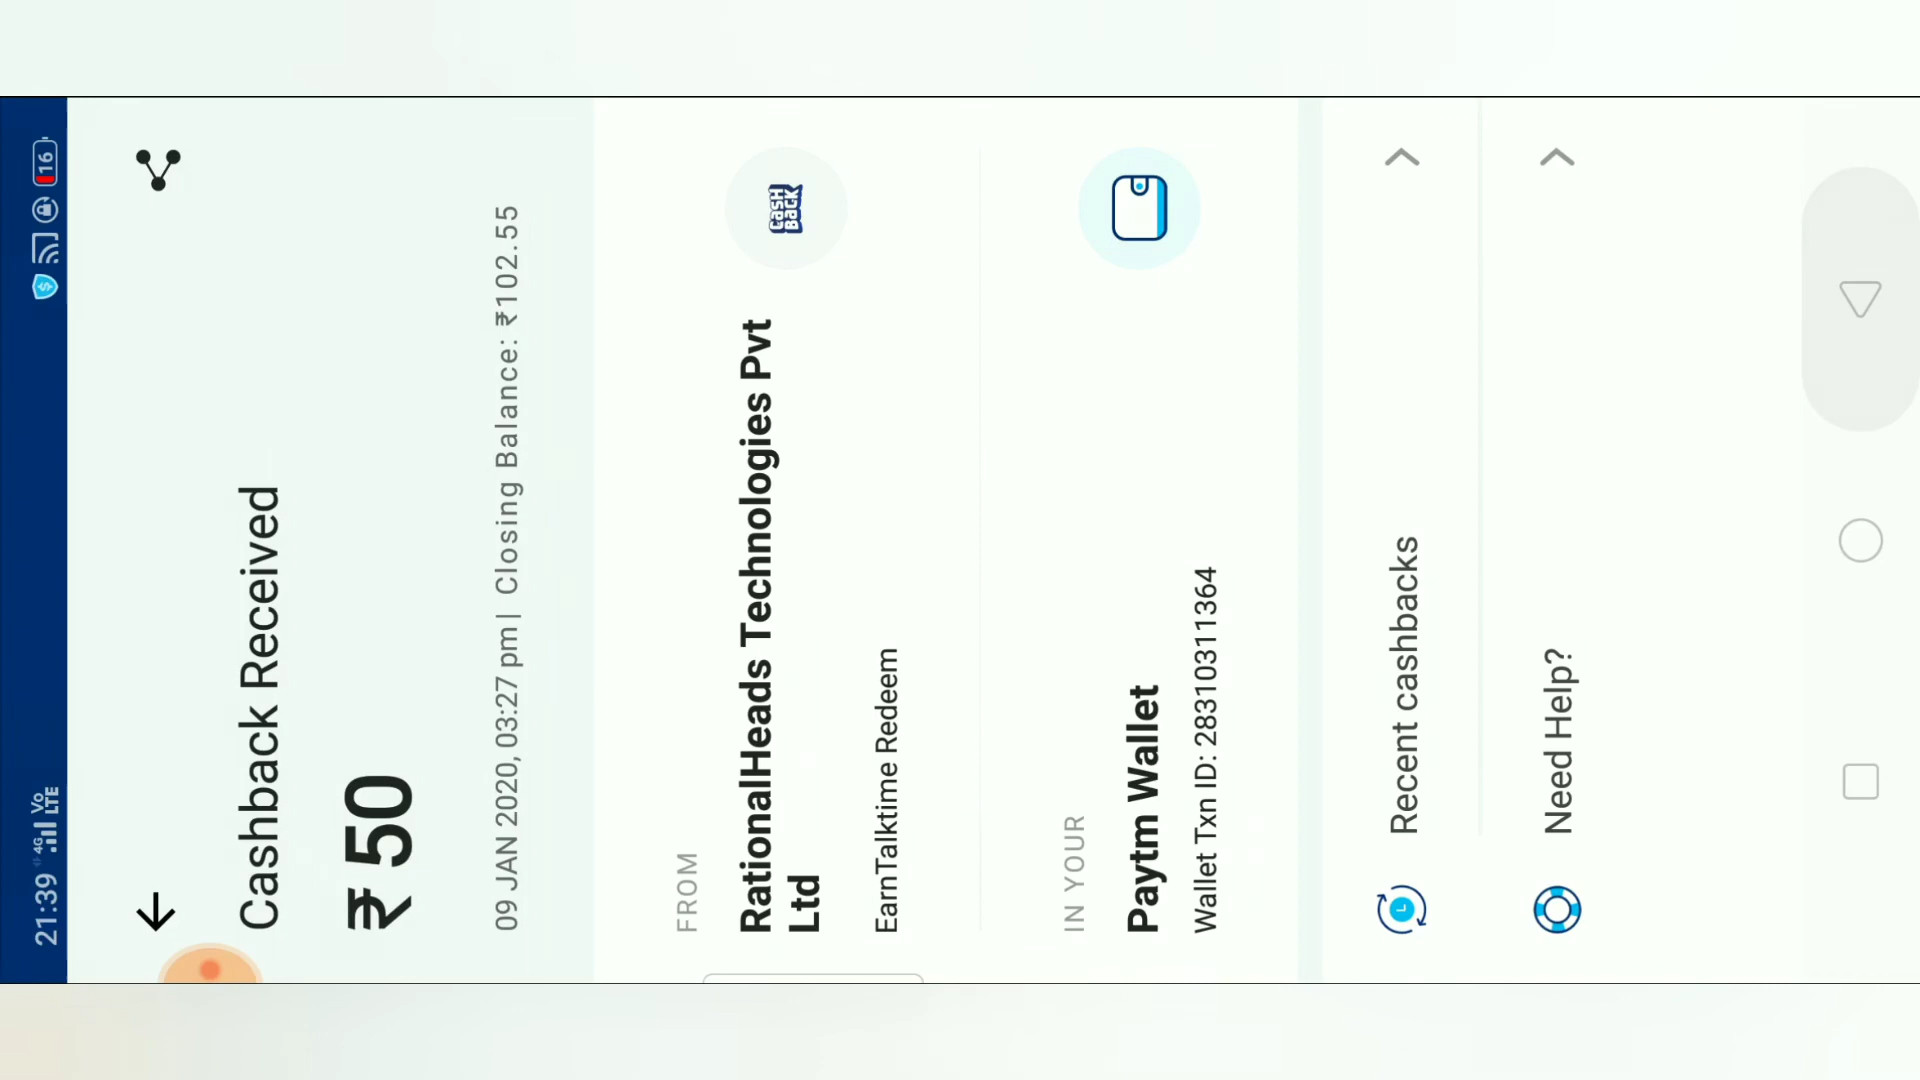 21:39 4G Vo LTE 16
Cashback Received
₹ 50
09 JAN 2020, 03:27 pm | Closing Balance: ₹102.55
FROM
RationalHeads Technologies Pvt
Ltd
CASH
BACK
EarnTalktime Redeem
IN YOUR
Paytm Wallet
Wallet Txn ID: 28310311364
Recent cashbacks
Need Help?